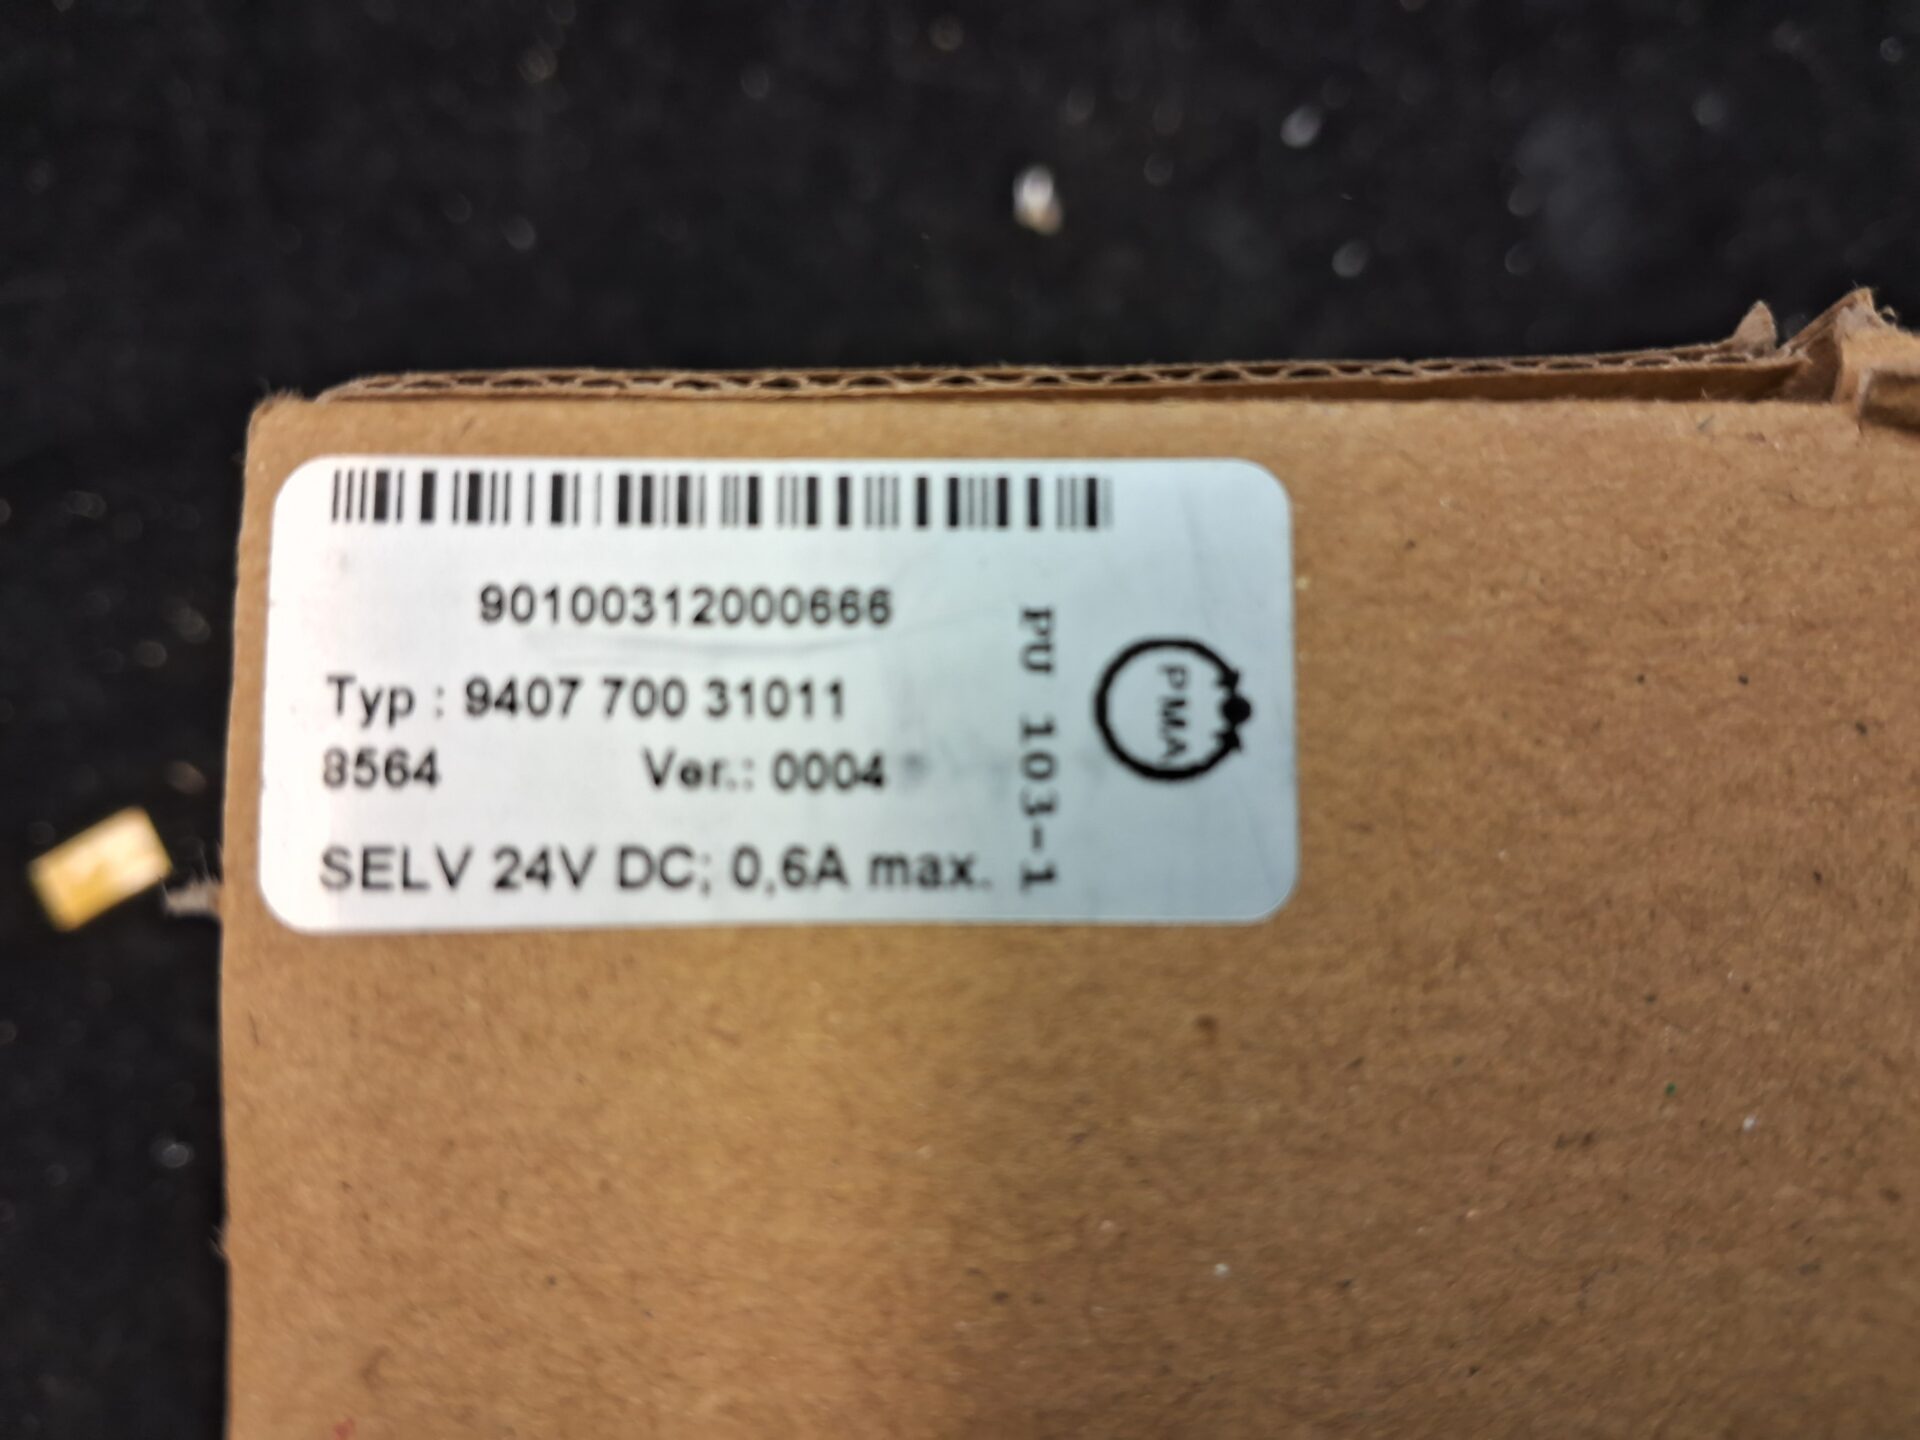 90100312000666
Typ : 9407 700 31011
8564 Ver.: 0004
SELV 24V DC; 0,6A max.
PU 103-1
PMA